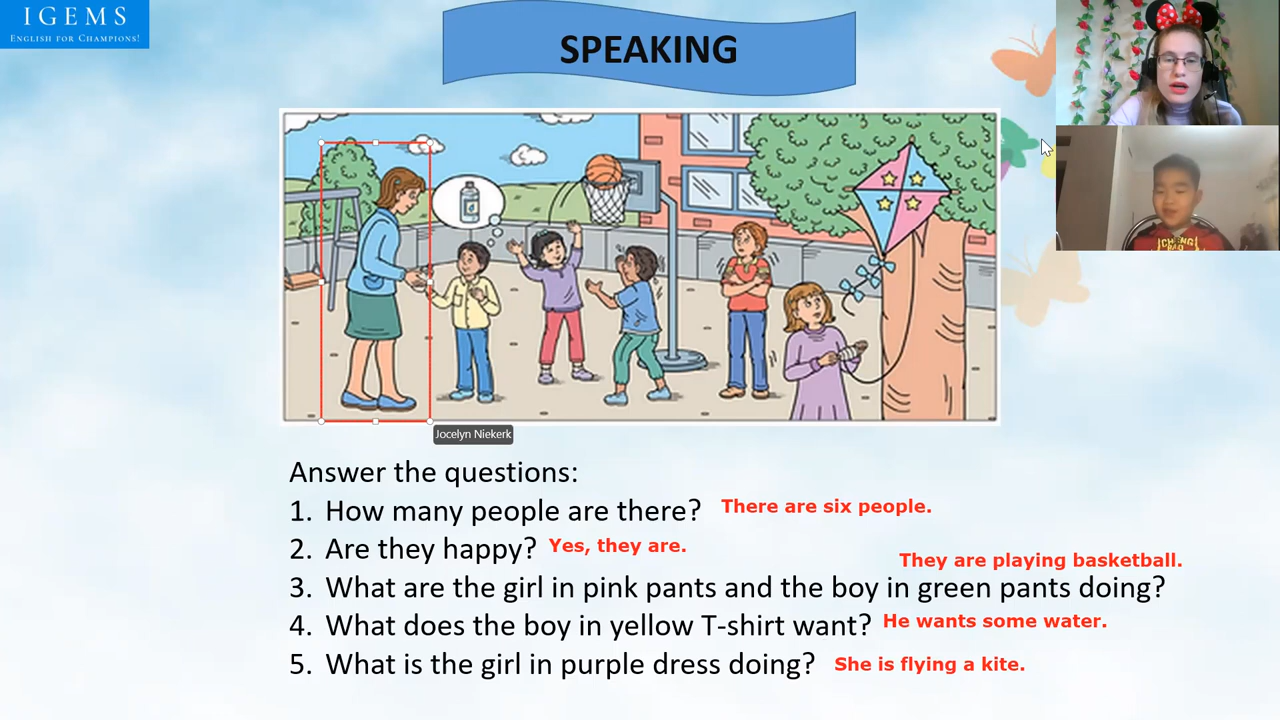 IGEMS
ENGLISH FOR CHAMPIONS!
SPEAKING
Jocelyn Niekerk
Answer the questions:
1. How many people are there? There are six people.
2. Are they happy? Yes, they are.
They are playing basketball.
3. What are the girl in pink pants and the boy in green pants doing?
4. What does the boy in yellow T-shirt want? He wants some water.
5. What is the girl in purple dress doing? She is flying a kite.